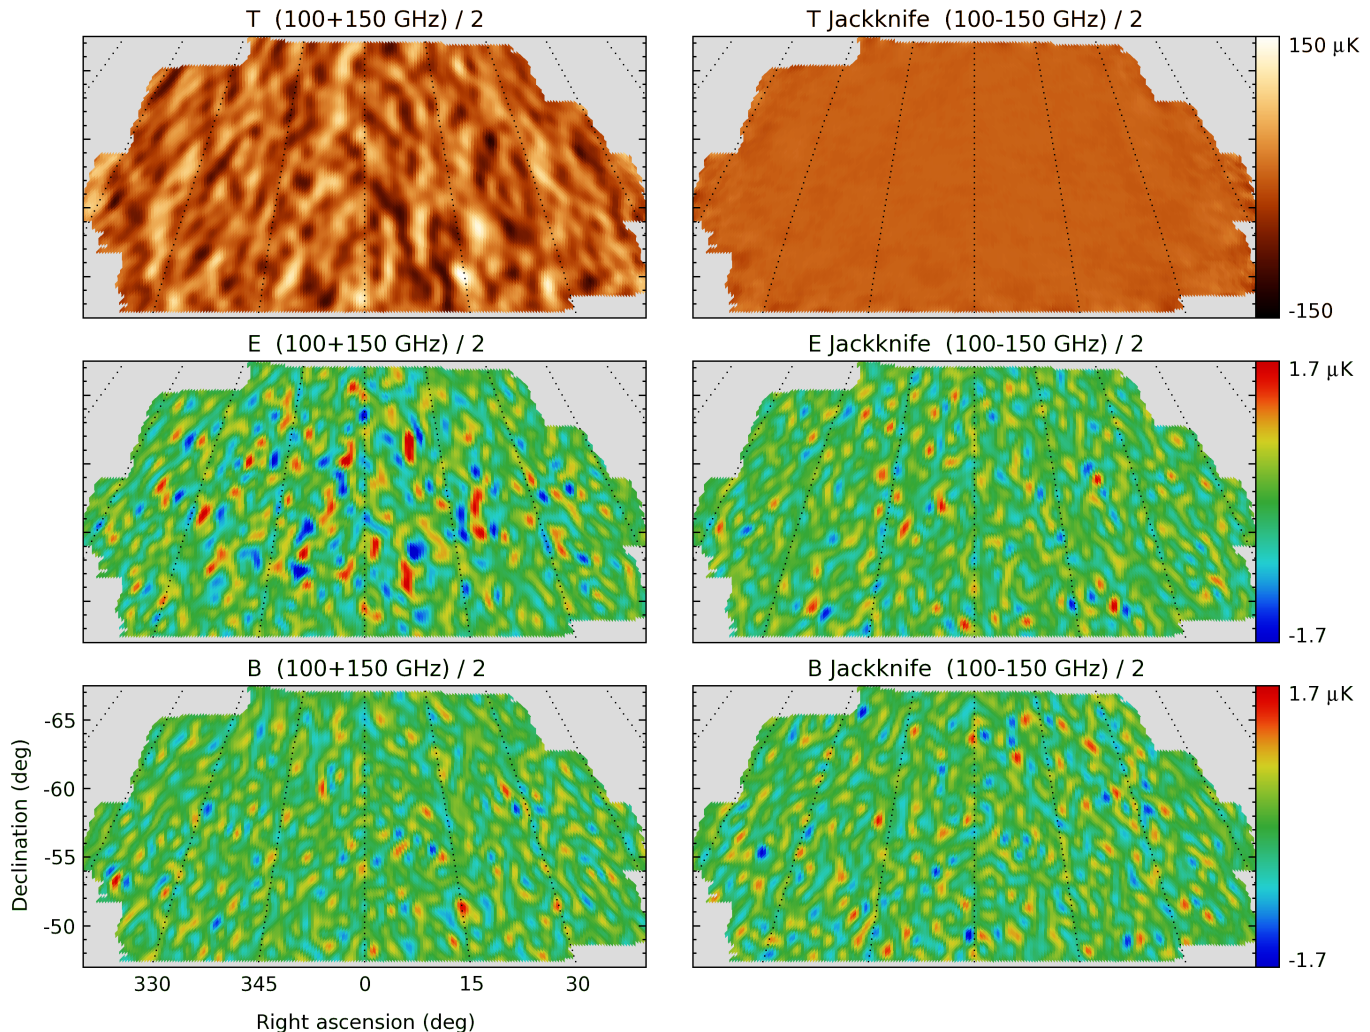 T (100+150 GHz) / 2
T Jackknife (100-150 GHz) / 2
150 μK
-150
E (100+150 GHz) / 2
E Jackknife (100-150 GHz) / 2
1.7 μK
-1.7
B (100+150 GHz) / 2
B Jackknife (100-150 GHz) / 2
1.7 μK
-1.7
-65
-60
-55
-50
Declination (deg)
330 345 0 15 30
Right ascension (deg)